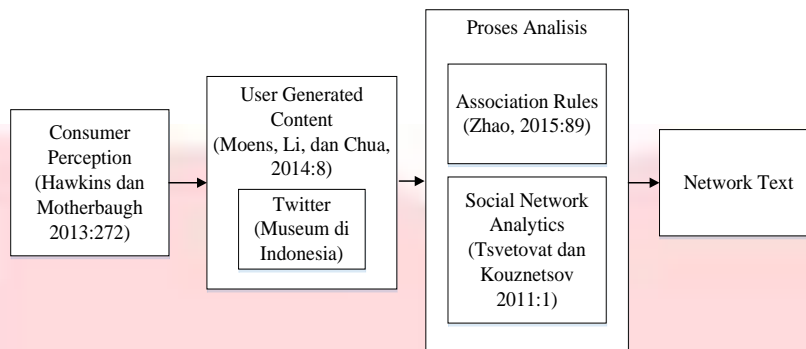 Consumer
Perception
(Hawkins dan
Motherbaugh
2013:272)
User Generated
Content
(Moens, Li, dan Chua,
2014:8)
Twitter
(Museum di
Indonesia)
Proses Analisis
Association Rules
(Zhao, 2015:89)
Social Network
Analytics
(Tsvetovat dan
Kouznetsov
2011:1)
Network Text